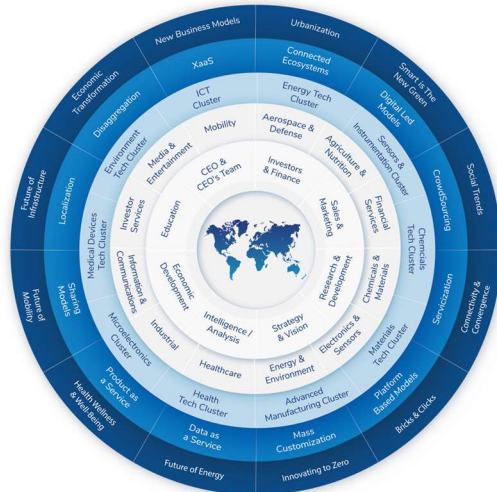 New Business Models
Urbanization
Smart is The
New Green
Social Trends
Connectivity &
Convergence
Bricks & Clicks
Innovating to Zero
Future of Energy
Health Wellness
& Well-Being
Future of
Mobility
Future of
Infrastructure
Economic
Transformation
XaaS
Connected
Ecosystems
Digital Led
Models
CrowdSourcing
Servicization
Platform
Based Models
Mass
Customization
Data as
a Service
Product as
a Service
Sharing
Models
Localization
Disaggregation
ICT
Cluster
Energy Tech
Cluster
Sensors &
Instrumentation Cluster
Chemicals
Tech Cluster
Materials
Tech Cluster
Advanced
Manufacturing Cluster
Health
Tech Cluster
Microelectronics
Cluster
Medical Devices
Tech Cluster
Environment
Tech Cluster
Mobility
Aerospace &
Defense
Agriculture &
Nutrition
Financial
Services
Chemicals &
Materials
Electronics &
Sensors
Energy &
Environment
Healthcare
Industrial
Information &
Communications
Investor
Services
Media &
Entertainment
CEO &
CEO's Team
Investors
& Finance
Sales &
Marketing
Research &
Development
Strategy
& Vision
Intelligence /
Analysis
Economic
Development
Education